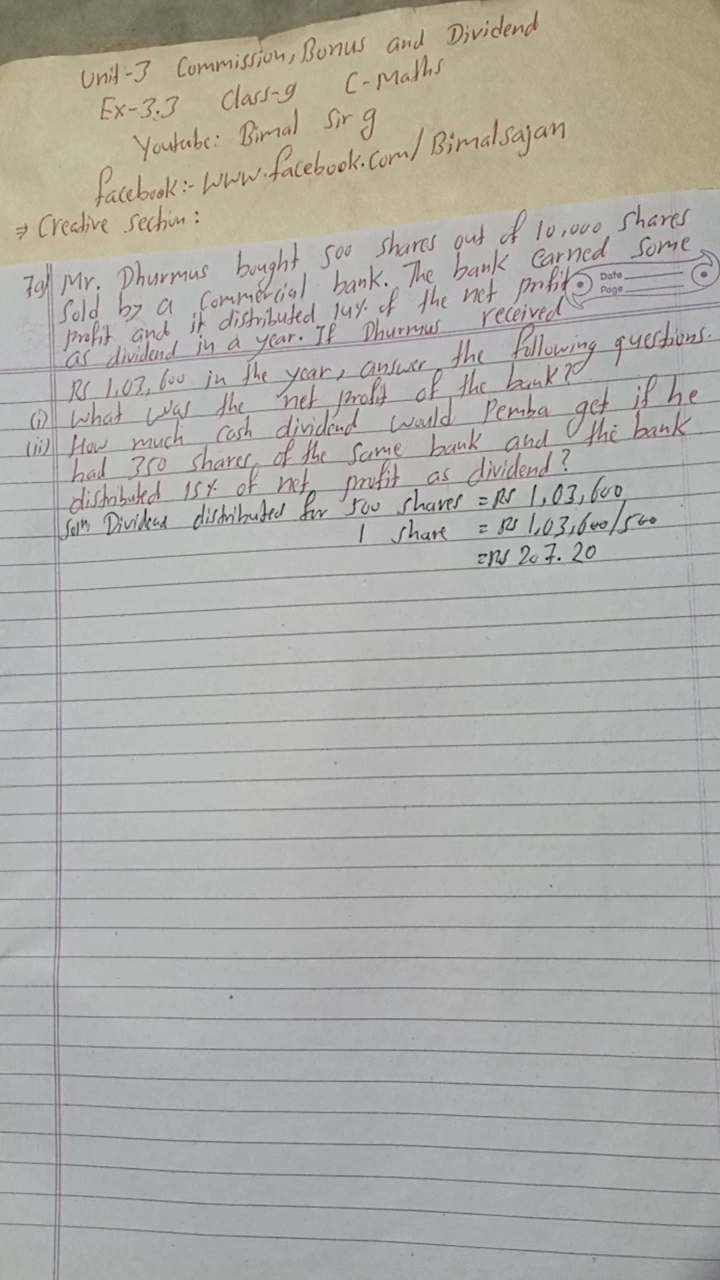 Unit-3 Commission, Bonus and Dividend
Ex-3.3 Class-9 C-Maths
Youtube: Bimal Sir g
facebook:- www.facebook.com/Bimalsajan
⇒ Creative section:
7a) Mr. Dhurmus bought 500 shares out of 10,000 shares
sold by a commercial bank. The bank earned some
profit and it distributed 14% of the net profit
as dividend in a year. If Dhurmus received
Date
Page
Rs 1,03,600 in the year, answer the following questions.
(i) What was the net profit of the bank?
(ii) How much cash dividend would Pemba get if he
had 350 shares of the same bank and the bank
distributed 15% of net profit as dividend?
Soln Dividend distributed for 500 shares = Rs 1,03,600
1 share = Rs 1,03,600/500
= Rs 207.20